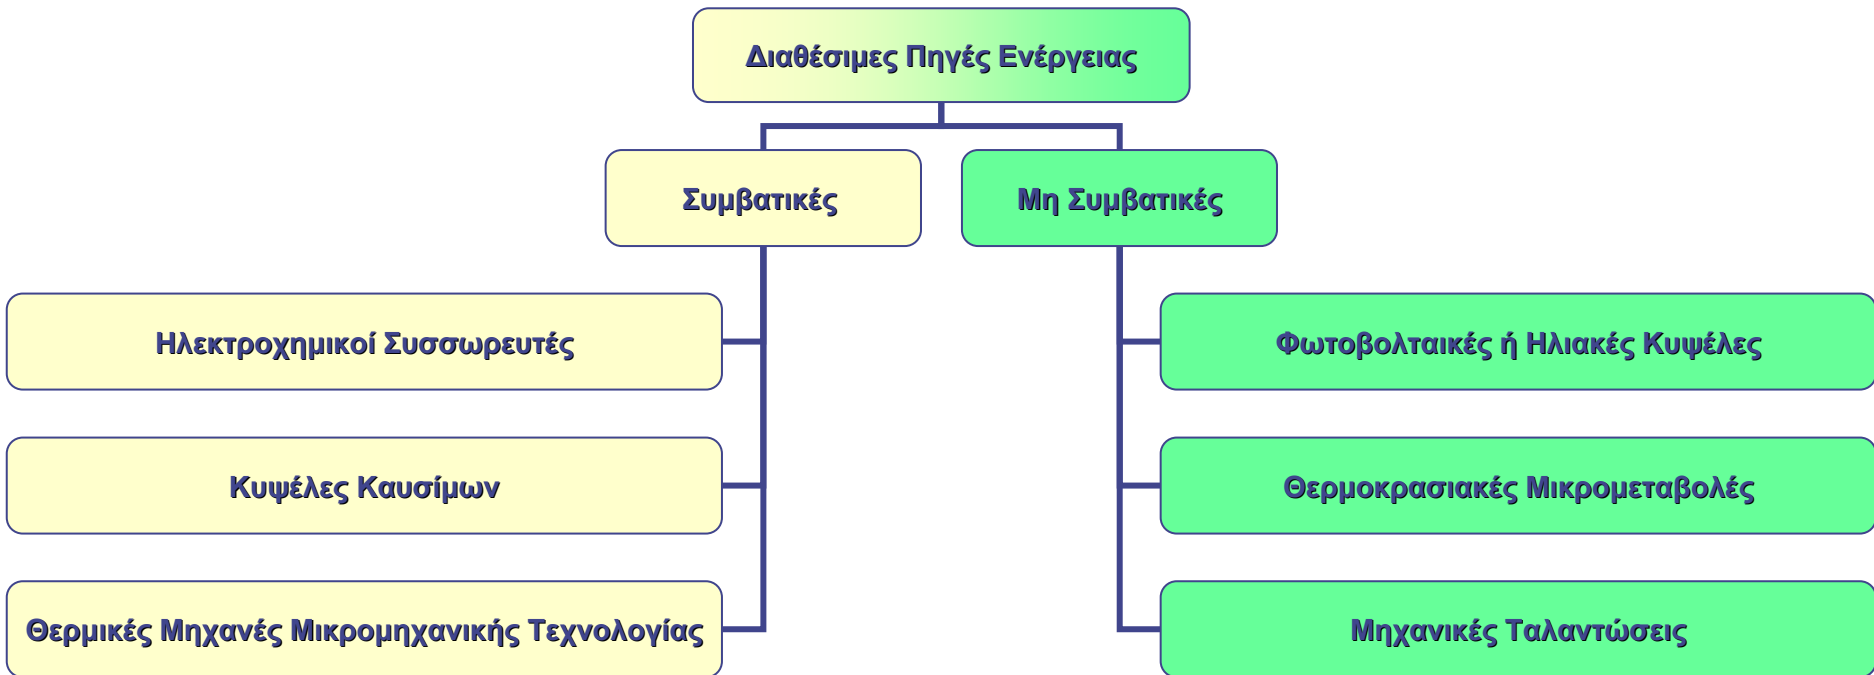 Διαθέσιμες Πηγές Ενέργειας
Συμβατικές
Μη Συμβατικές
Ηλεκτροχημικοί Συσσωρευτές
Φωτοβολταικές ή Ηλιακές Κυψέλες
Κυψέλες Καυσίμων
Θερμοκρασιακές Μικρομεταβολές
Θερμικές Μηχανές Μικρομηχανικής Τεχνολογίας
Μηχανικές Ταλαντώσεις